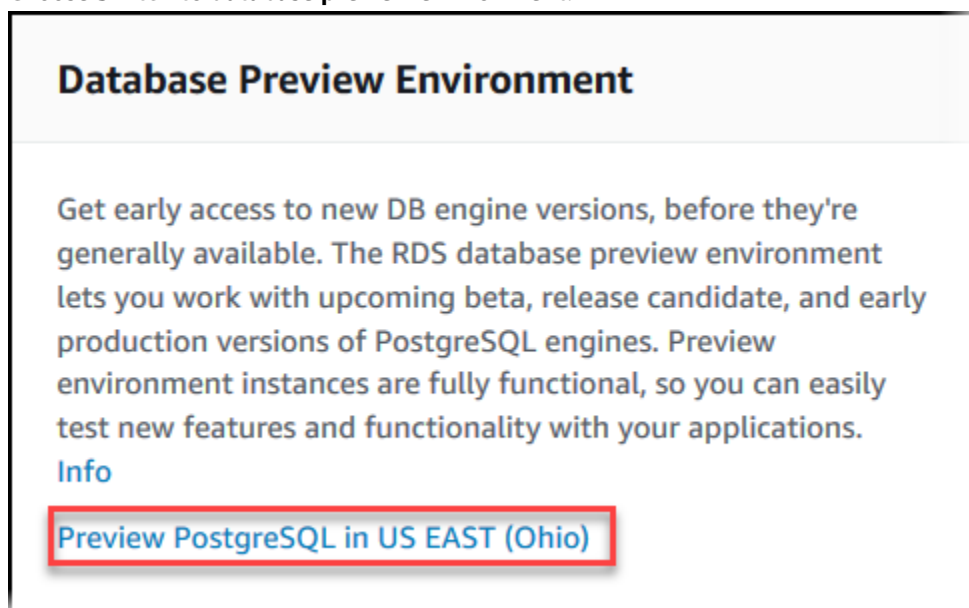 Database Preview Environment
Get early access to new DB engine versions, before they're
generally available. The RDS database preview environment
lets you work with upcoming beta, release candidate, and early
production versions of PostgreSQL engines. Preview
environment instances are fully functional, so you can easily
test new features and functionality with your applications.
Info
Preview PostgreSQL in US EAST (Ohio)